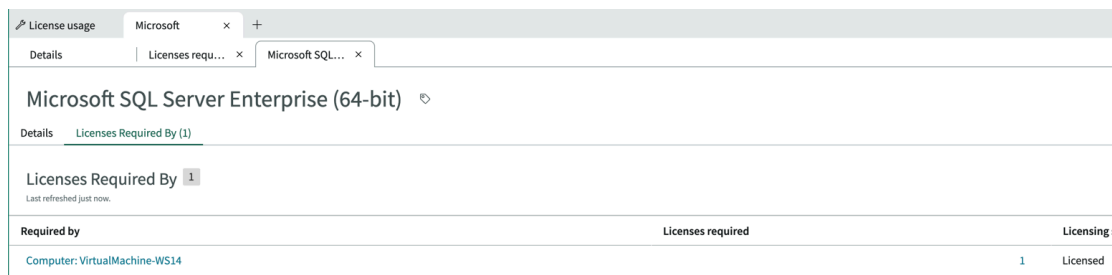 License usage Microsoft × +
Details Licenses requ... × Microsoft SQL... ×
Microsoft SQL Server Enterprise (64-bit)
Details Licenses Required By (1)
Licenses Required By 1
Last refreshed just now.
Required by Licenses required Licensing
Computer: VirtualMachine-WS14 1 Licensed